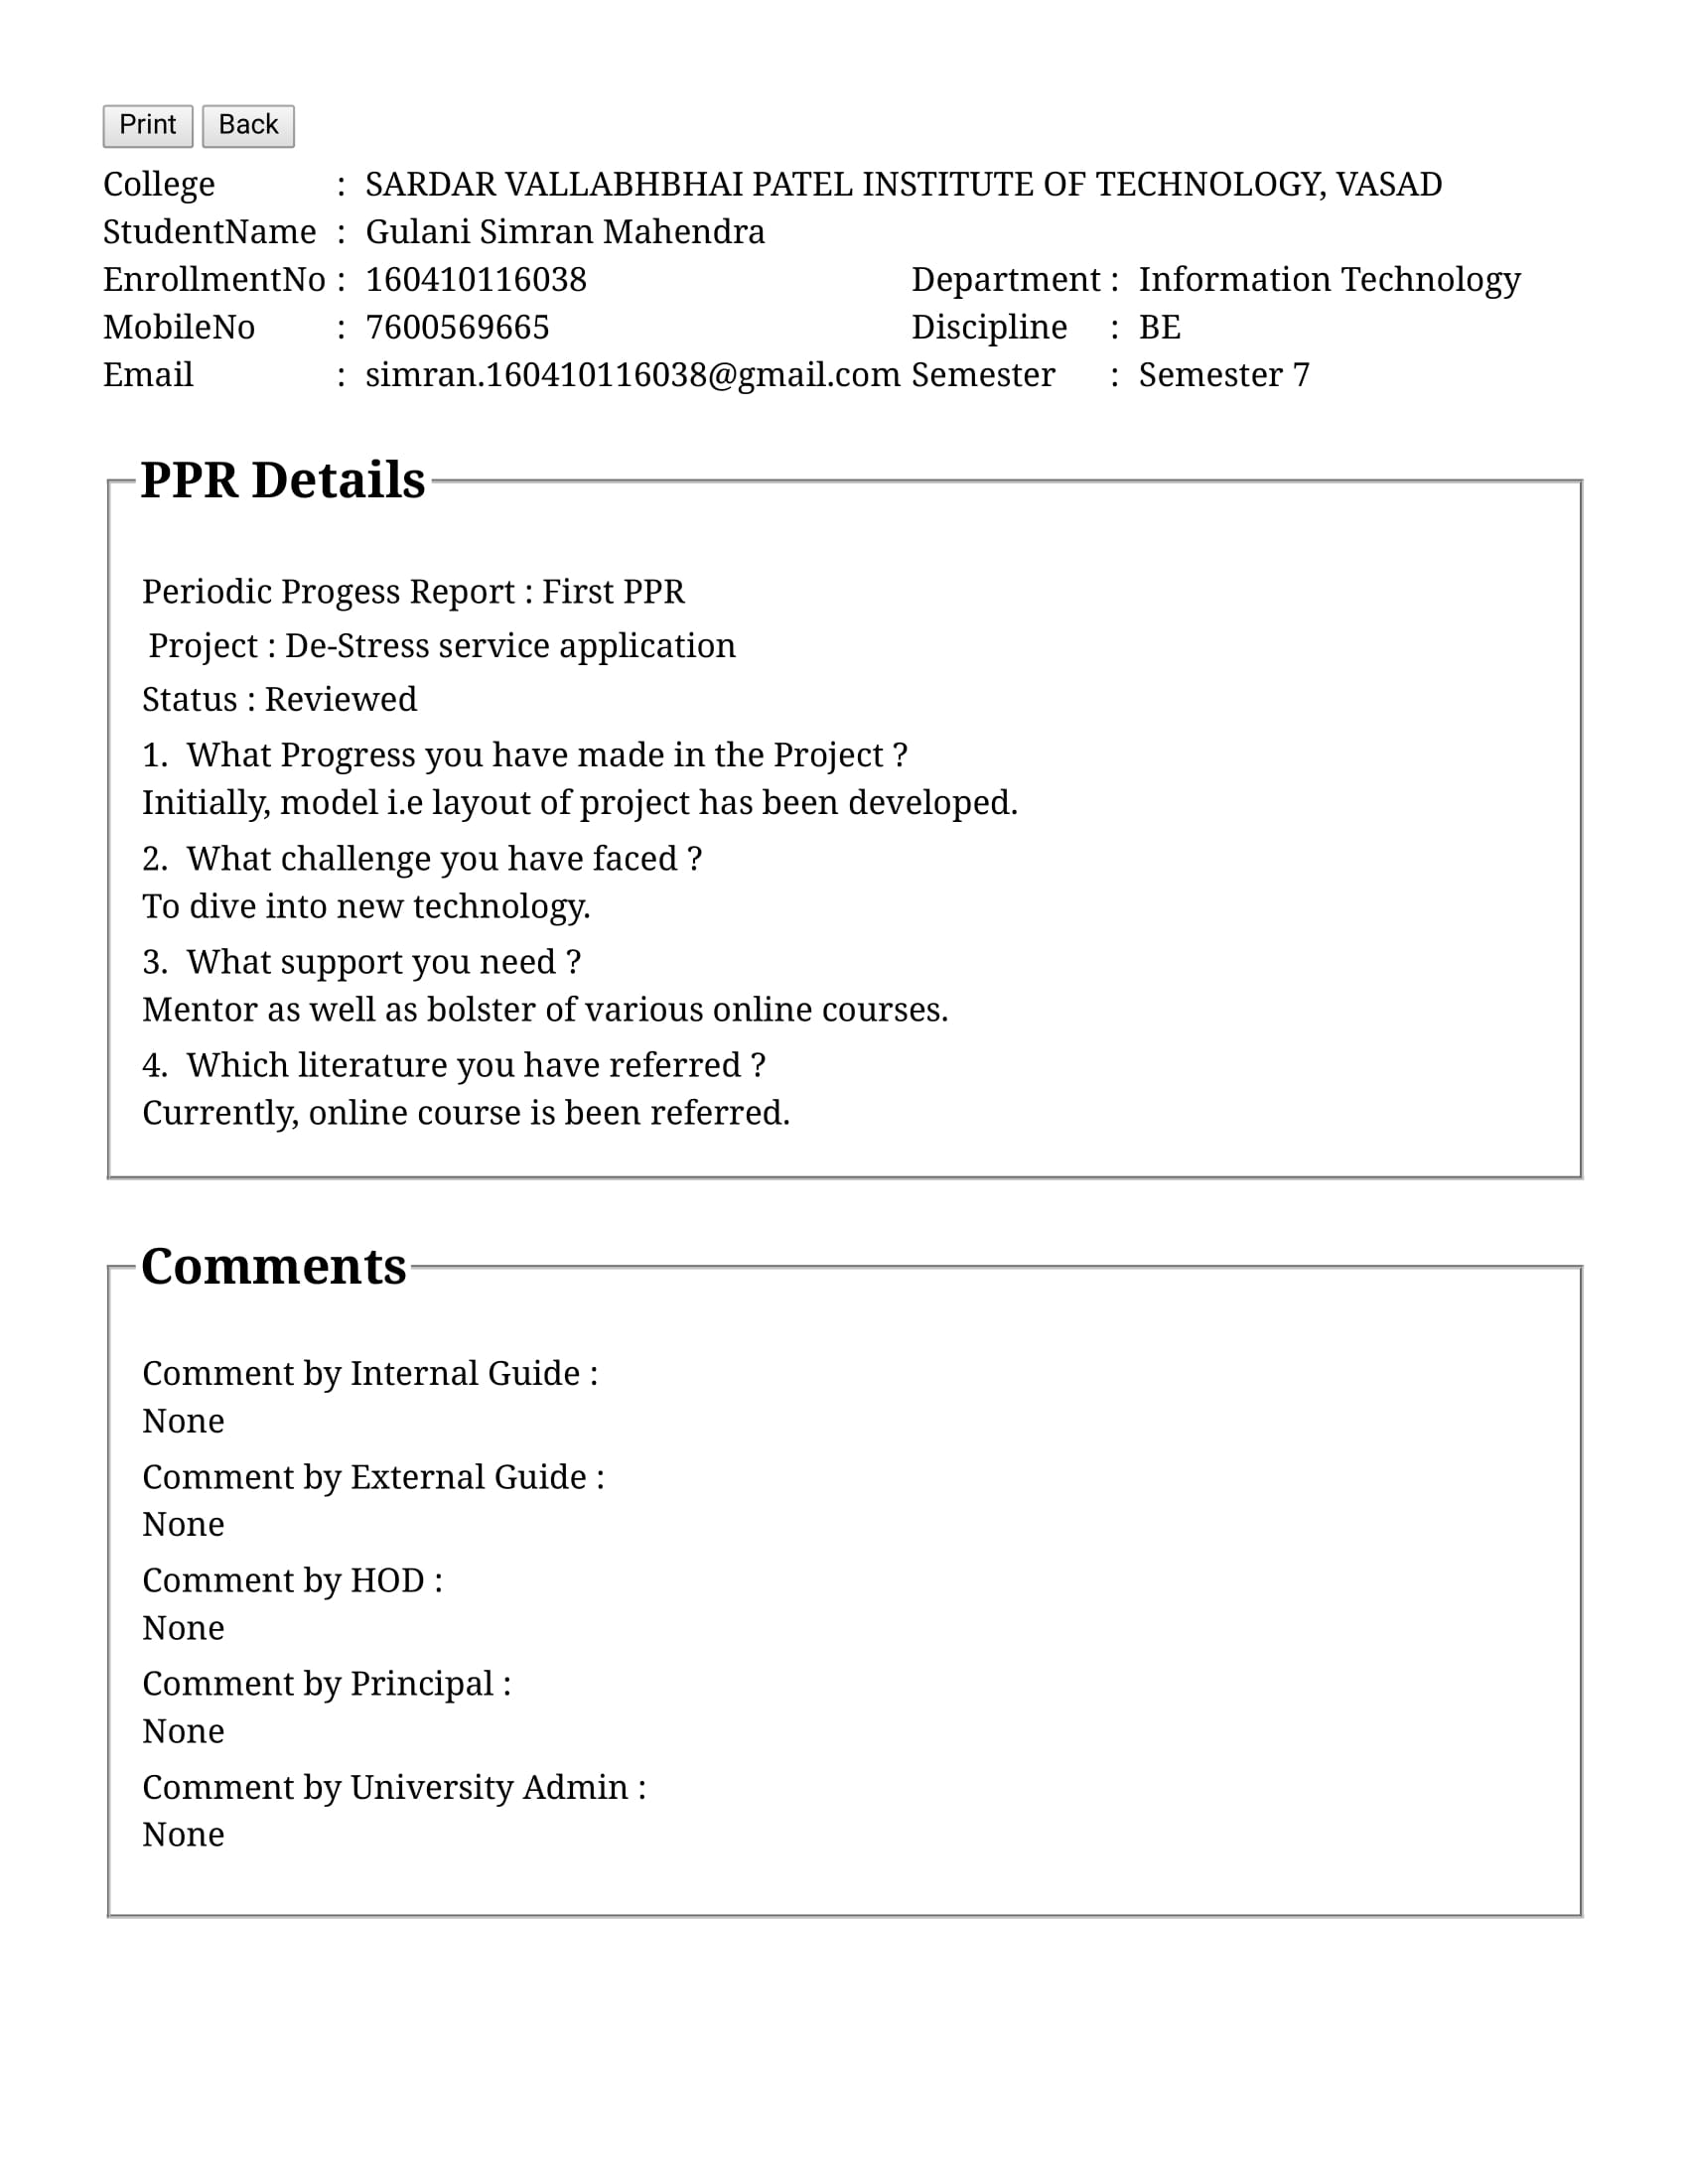 Print Back
College : SARDAR VALLABHBHAI PATEL INSTITUTE OF TECHNOLOGY, VASAD
StudentName : Gulani Simran Mahendra
EnrollmentNo : 160410116038 Department : Information Technology
MobileNo : 7600569665 Discipline : BE
Email : simran.160410116038@gmail.com Semester : Semester 7
PPR Details
Periodic Progess Report : First PPR
Project : De-Stress service application
Status : Reviewed
1. What Progress you have made in the Project ?
Initially, model i.e layout of project has been developed.
2. What challenge you have faced ?
To dive into new technology.
3. What support you need ?
Mentor as well as bolster of various online courses.
4. Which literature you have referred ?
Currently, online course is been referred.
Comments
Comment by Internal Guide :
None
Comment by External Guide :
None
Comment by HOD :
None
Comment by Principal :
None
Comment by University Admin :
None